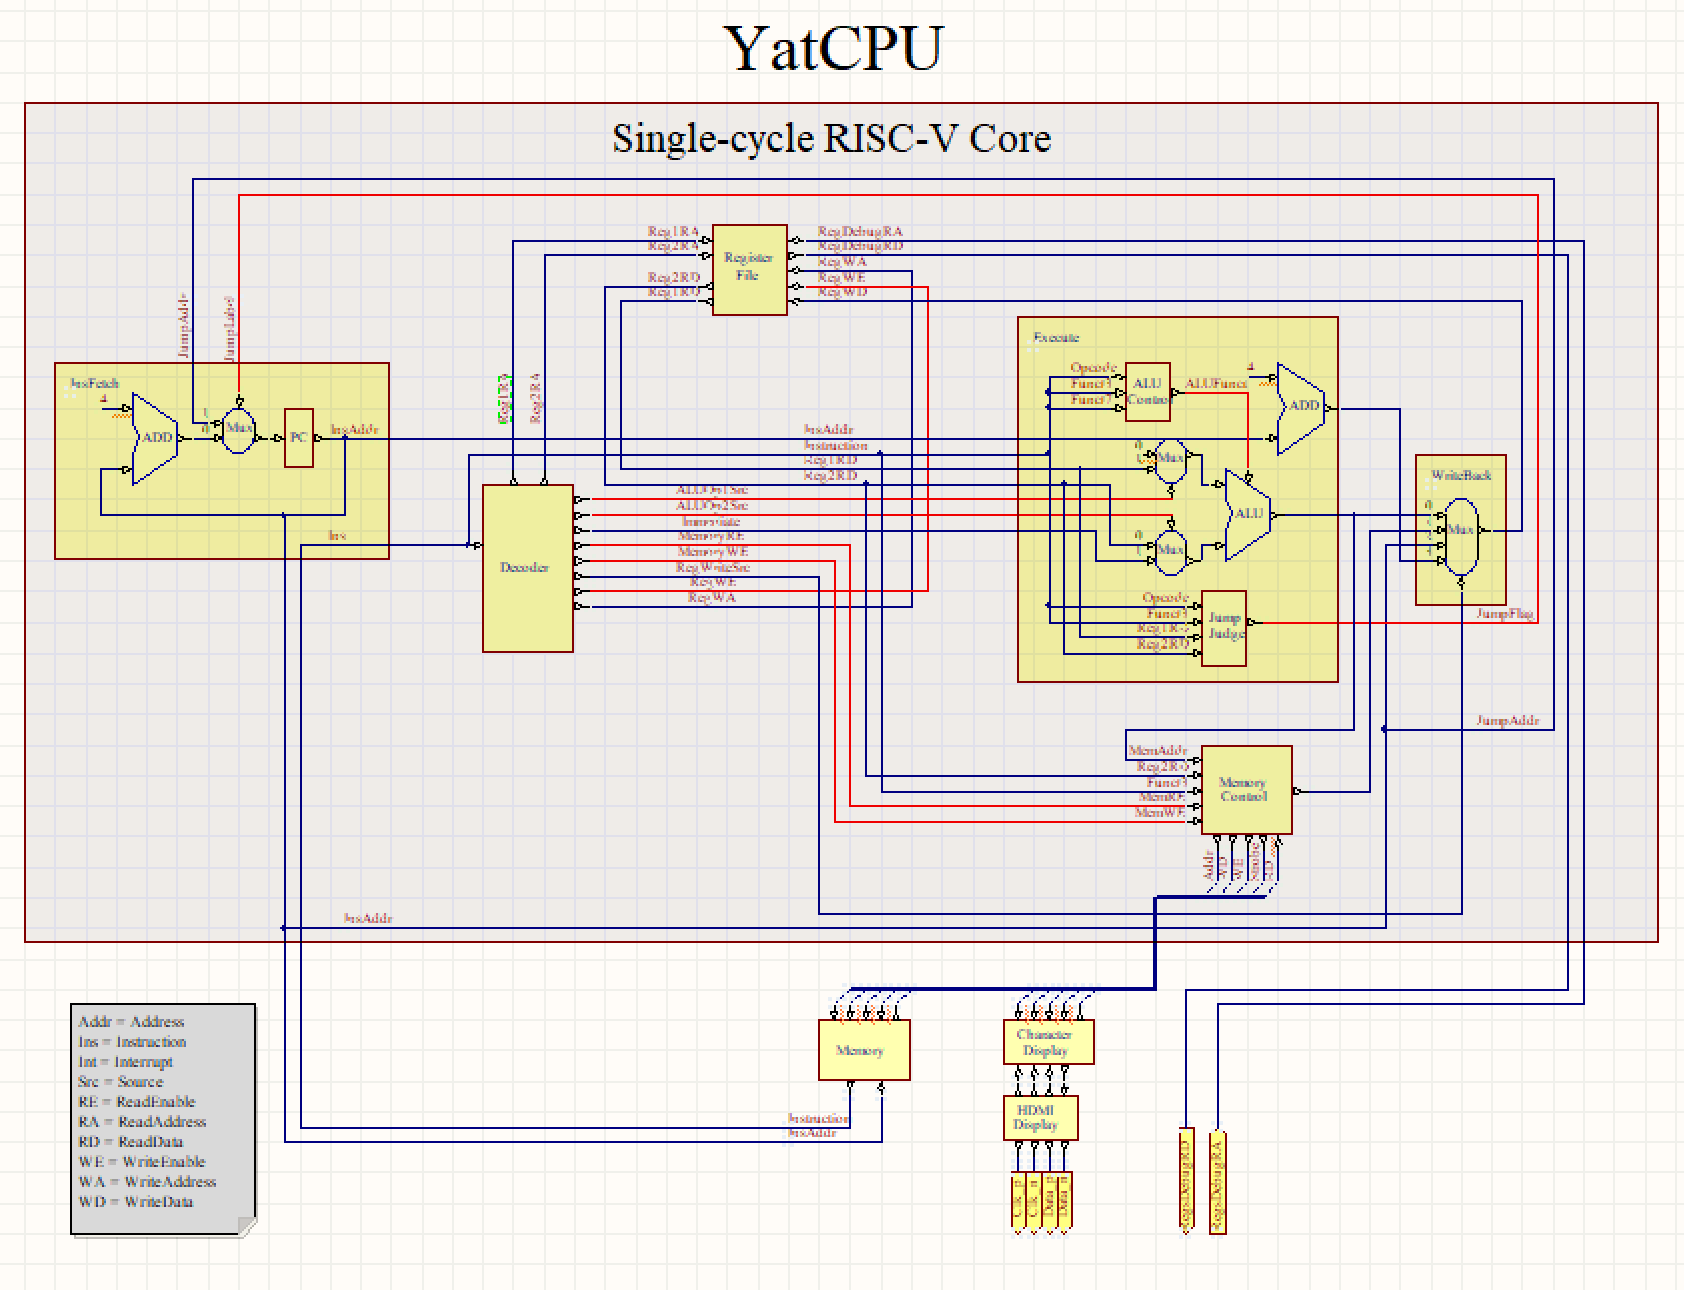 YatCPU
Single-cycle RISC-V Core
Reg1RA
Reg2RA
Reg2RD
Reg1RD
Register
File
RegDebugRA
RegDebugRD
RegWA
RegWE
RegWD
JumpAddr
InsFetch
4
ADD
1
0
Mux
PC
InsAddr
Ins
Reg1RA
Reg2RA
Decoder
ALUOp1Src
ALUOp2Src
Immediate
MemoryRE
MemoryWE
RegWriteSrc
RegWE
RegWA
InsAddr
Instruction
Reg1RD
Reg2RD
Execute
Opcode
Funct3
Funct7
ALU
Control
ALUFunct
4
ADD
0
1
Mux
ALU
0
1
Mux
Opcode
Funct3
Reg1RD
Reg2RD
Jump
Judge
WriteBack
0
Mux
JumpFlag
JumpAddr
MemAddr
Reg2RD
Funct3
MemRE
MemWE
Memory
Control
Addr
WD
WE
Strobe
RD
InsAddr
Addr = Address
Ins = Instruction
Int = Interrupt
Src = Source
RE = ReadEnable
RA = ReadAddress
RD = ReadData
WE = WriteEnable
WA = WriteAddress
WD = WriteData
Memory
Instruction
InsAddr
Character
Display
HDMI
Display
Clk_p
Clk_n
Data_p
Data_n
RegsDebugRD
RegsDebugRA